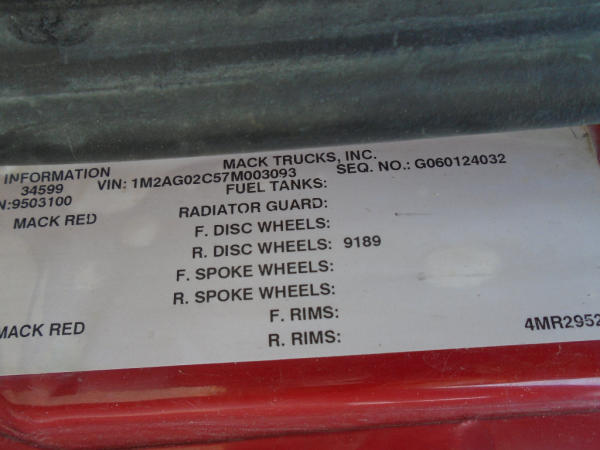 MACK TRUCKS, INC.
INFORMATION VIN: 1M2AG02C57M003093 SEQ. NO.: G060124032
34599 FUEL TANKS:
N:9503100
MACK RED RADIATOR GUARD:
F. DISC WHEELS:
R. DISC WHEELS: 9189
F. SPOKE WHEELS:
R. SPOKE WHEELS:
MACK RED F. RIMS: 4MR2952
R. RIMS: